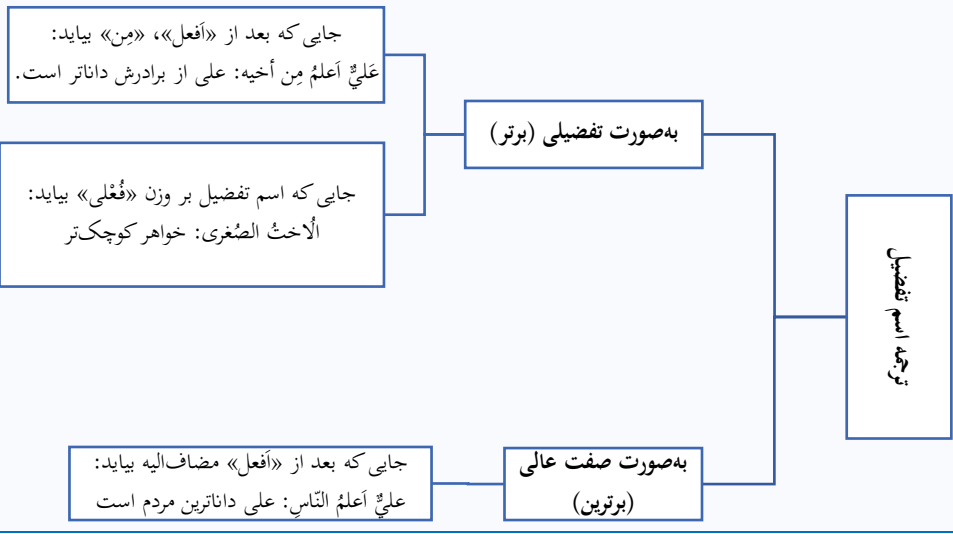 ترجمه اسم تفضیل
به‌صورت تفضیلی (برتر)
جایی‌که بعد از «اَفعل»، «مِن» بیاید:
عَليٌّ اَعلمُ مِن أخيه: علی از برادرش داناتر است.
جایی‌که اسم تفضیل بر وزن «فُعْلی» بیاید:
الُاختُ الصُغری: خواهر کوچک‌تر
به‌صورت صفت عالی
(برترین)
جایی‌که بعد از «اَفعل» مضاف‌الیه بیاید:
عليٌّ اَعلمُ النّاسِ: علی داناترین مردم است